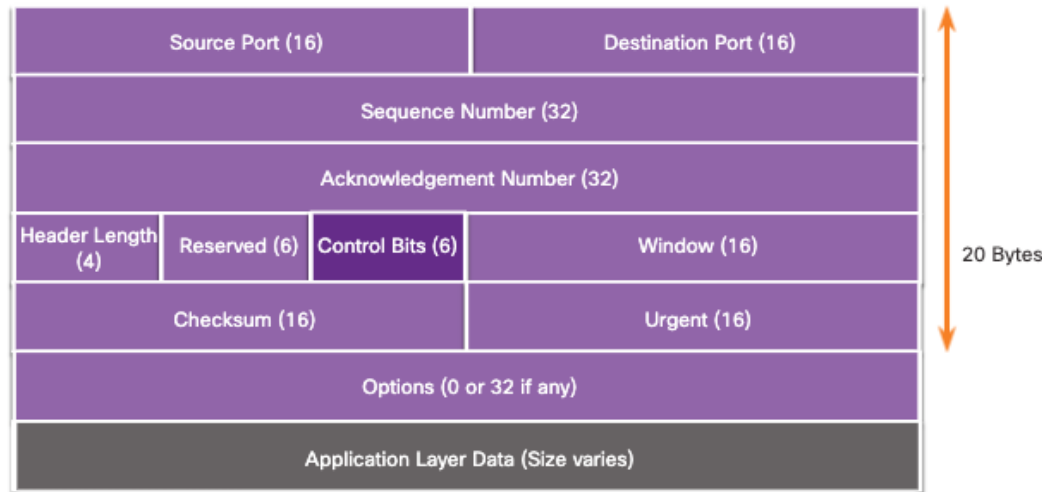 Source Port (16)
Destination Port (16)
Sequence Number (32)
Acknowledgement Number (32)
Header Length
(4)
Reserved (6)
Control Bits (6)
Window (16)
20 Bytes
Checksum (16)
Urgent (16)
Options (0 or 32 if any)
Application Layer Data (Size varies)